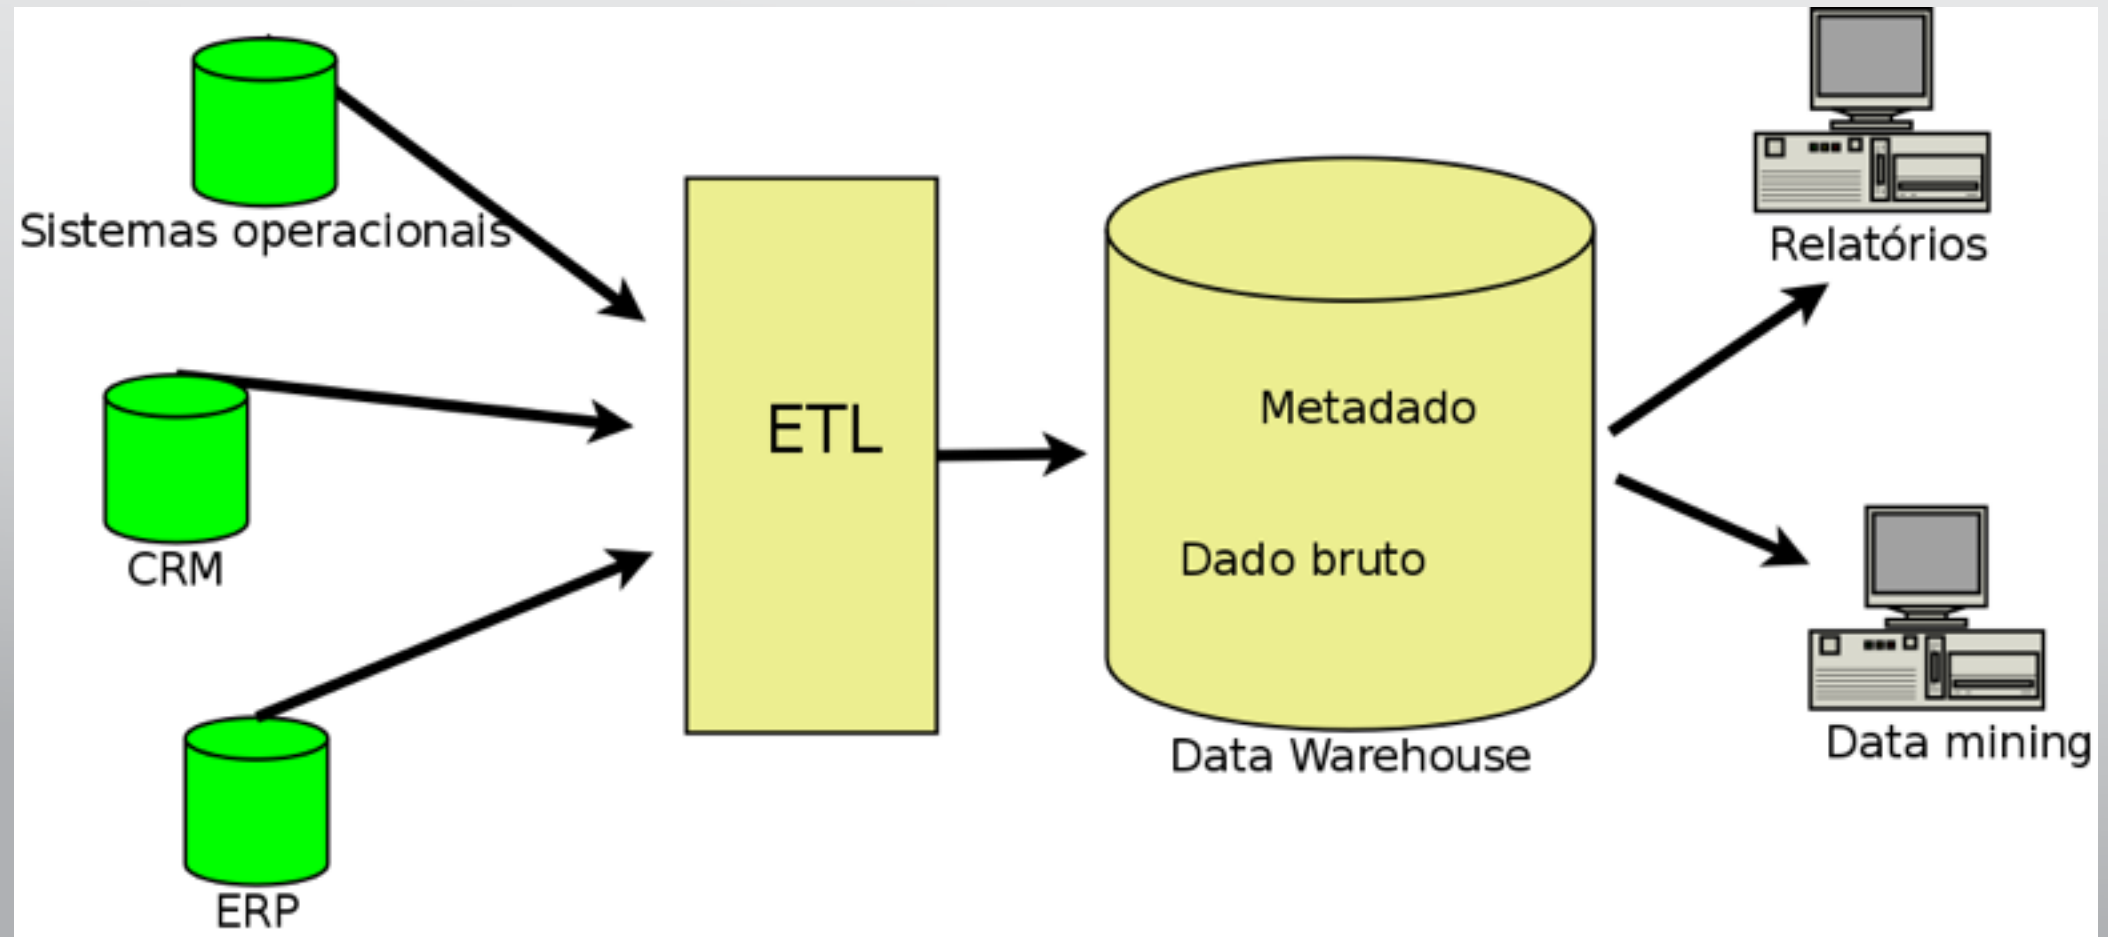 Sistemas operacionais
CRM
ERP
ETL
Metadado
Dado bruto
Data Warehouse
Relatórios
Data mining